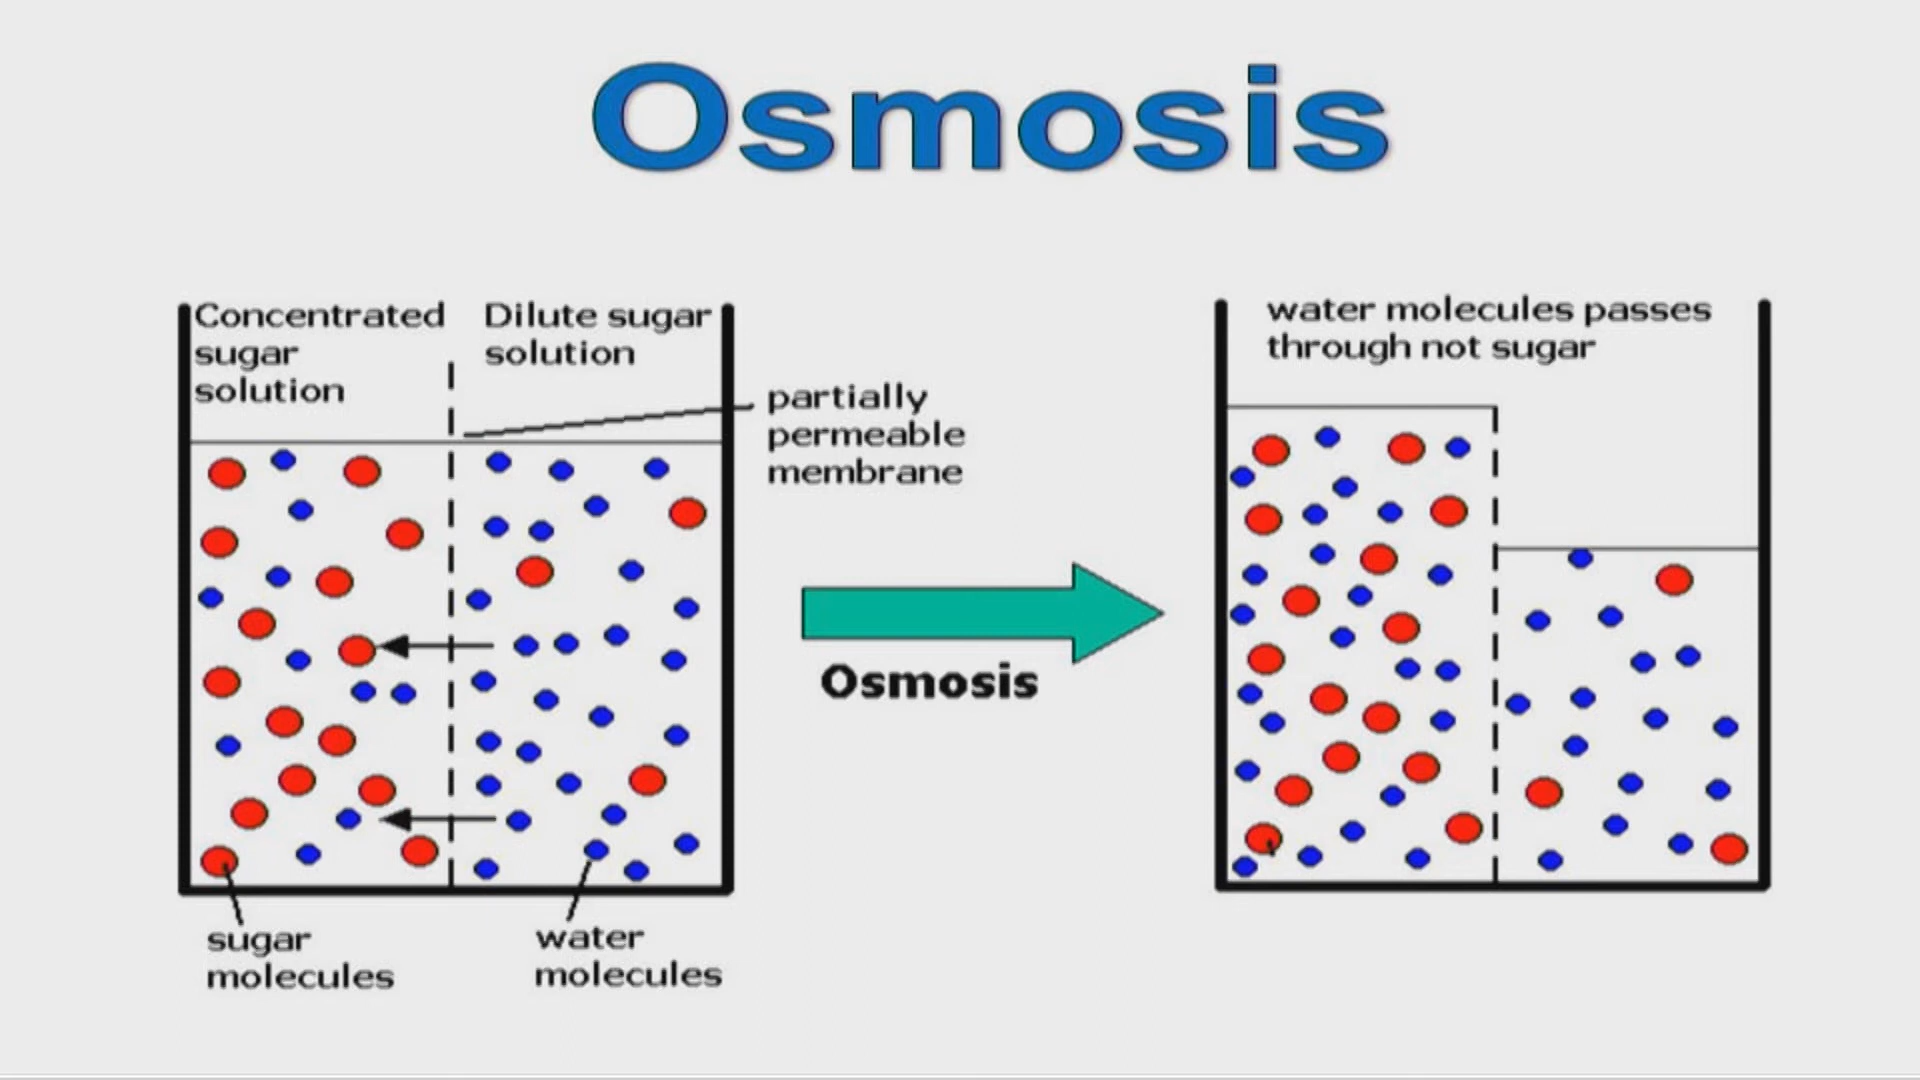 Osmosis
Concentrated
sugar
solution
Dilute sugar
solution
partially
permeable
membrane
sugar
molecules
water
molecules
Osmosis
water molecules passes
through not sugar